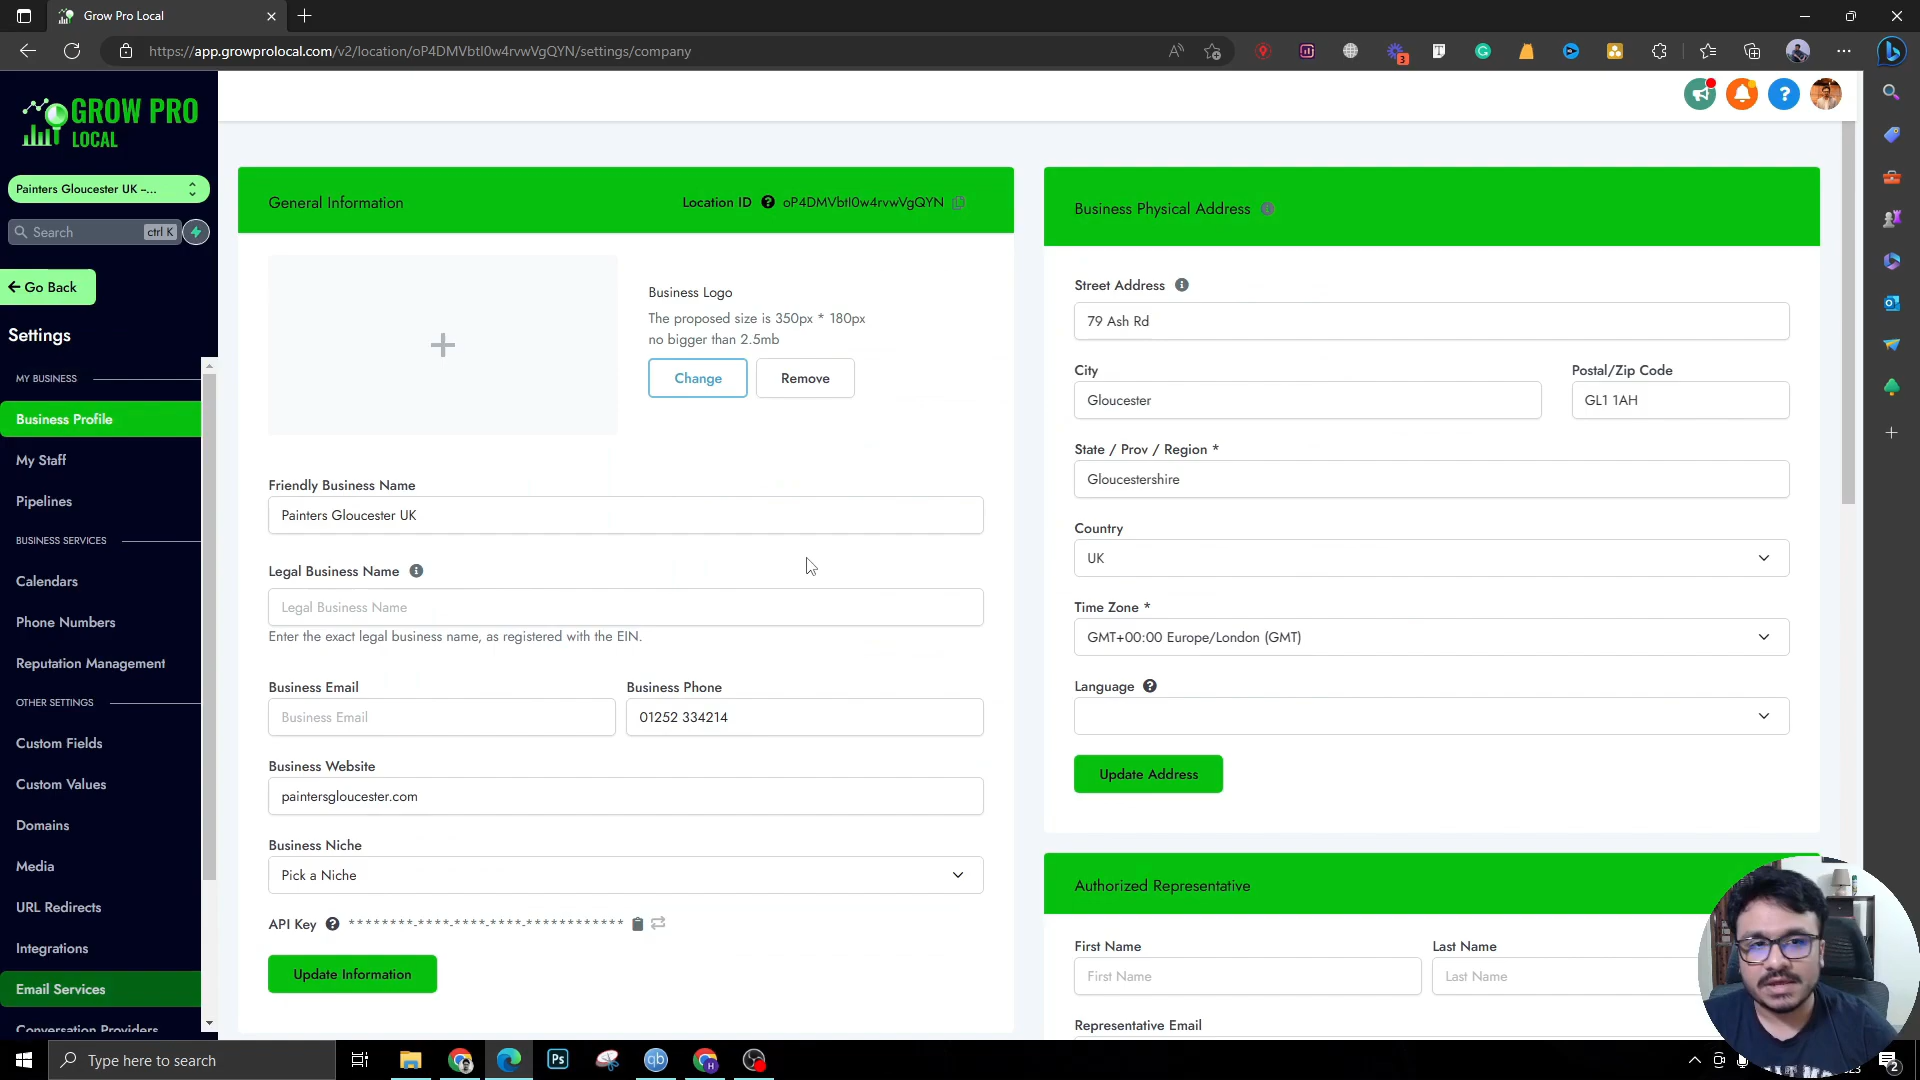 Grow Pro Local
https://app.growprolocal.com/v2/location/oP4DMVbtI0w4rvwVgQYN/settings/company
3
GROW PRO
LOCAL
Painters Gloucester UK –...
Search
ctrl K
Go Back
Settings
MY BUSINESS
Business Profile
My Staff
Pipelines
BUSINESS SERVICES
Calendars
Phone Numbers
Reputation Management
OTHER SETTINGS
Custom Fields
Custom Values
Domains
Media
URL Redirects
Integrations
Email Services
Conversation Providers
General Information
Location ID
oP4DMVbtI0w4rvwVgQYN
Business Logo
The proposed size is 350px * 180px
no bigger than 2.5mb
Change
Remove
Friendly Business Name
Painters Gloucester UK
Legal Business Name
Legal Business Name
Enter the exact legal business name, as registered with the EIN.
Business Email
Business Phone
Business Email
01252 334214
Business Website
paintersgloucester.com
Business Niche
Pick a Niche
API Key
********-****-****-****-************
Update Information
Business Physical Address
Street Address
79 Ash Rd
City
Postal/Zip Code
Gloucester
GL1 1AH
State / Prov / Region *
Gloucestershire
Country
UK
Time Zone *
GMT+00:00 Europe/London (GMT)
Language
Update Address
Authorized Representative
First Name
Last Name
First Name
Last Name
Representative Email
Type here to search
Ps
qb
H
2